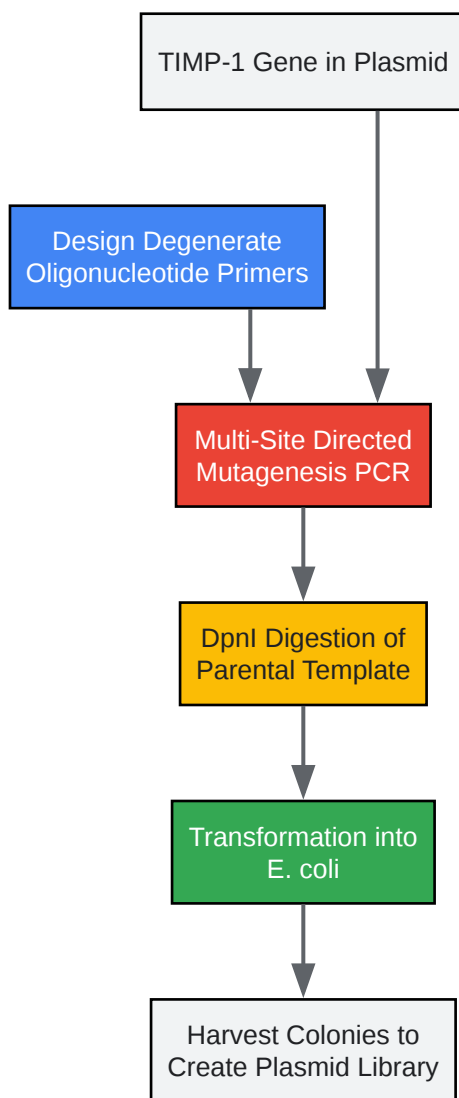 TIMP-1 Gene in Plasmid
Design Degenerate
Oligonucleotide Primers
Multi-Site Directed
Mutagenesis PCR
DpnI Digestion of
Parental Template
Transformation into
E. coli
Harvest Colonies to
Create Plasmid Library